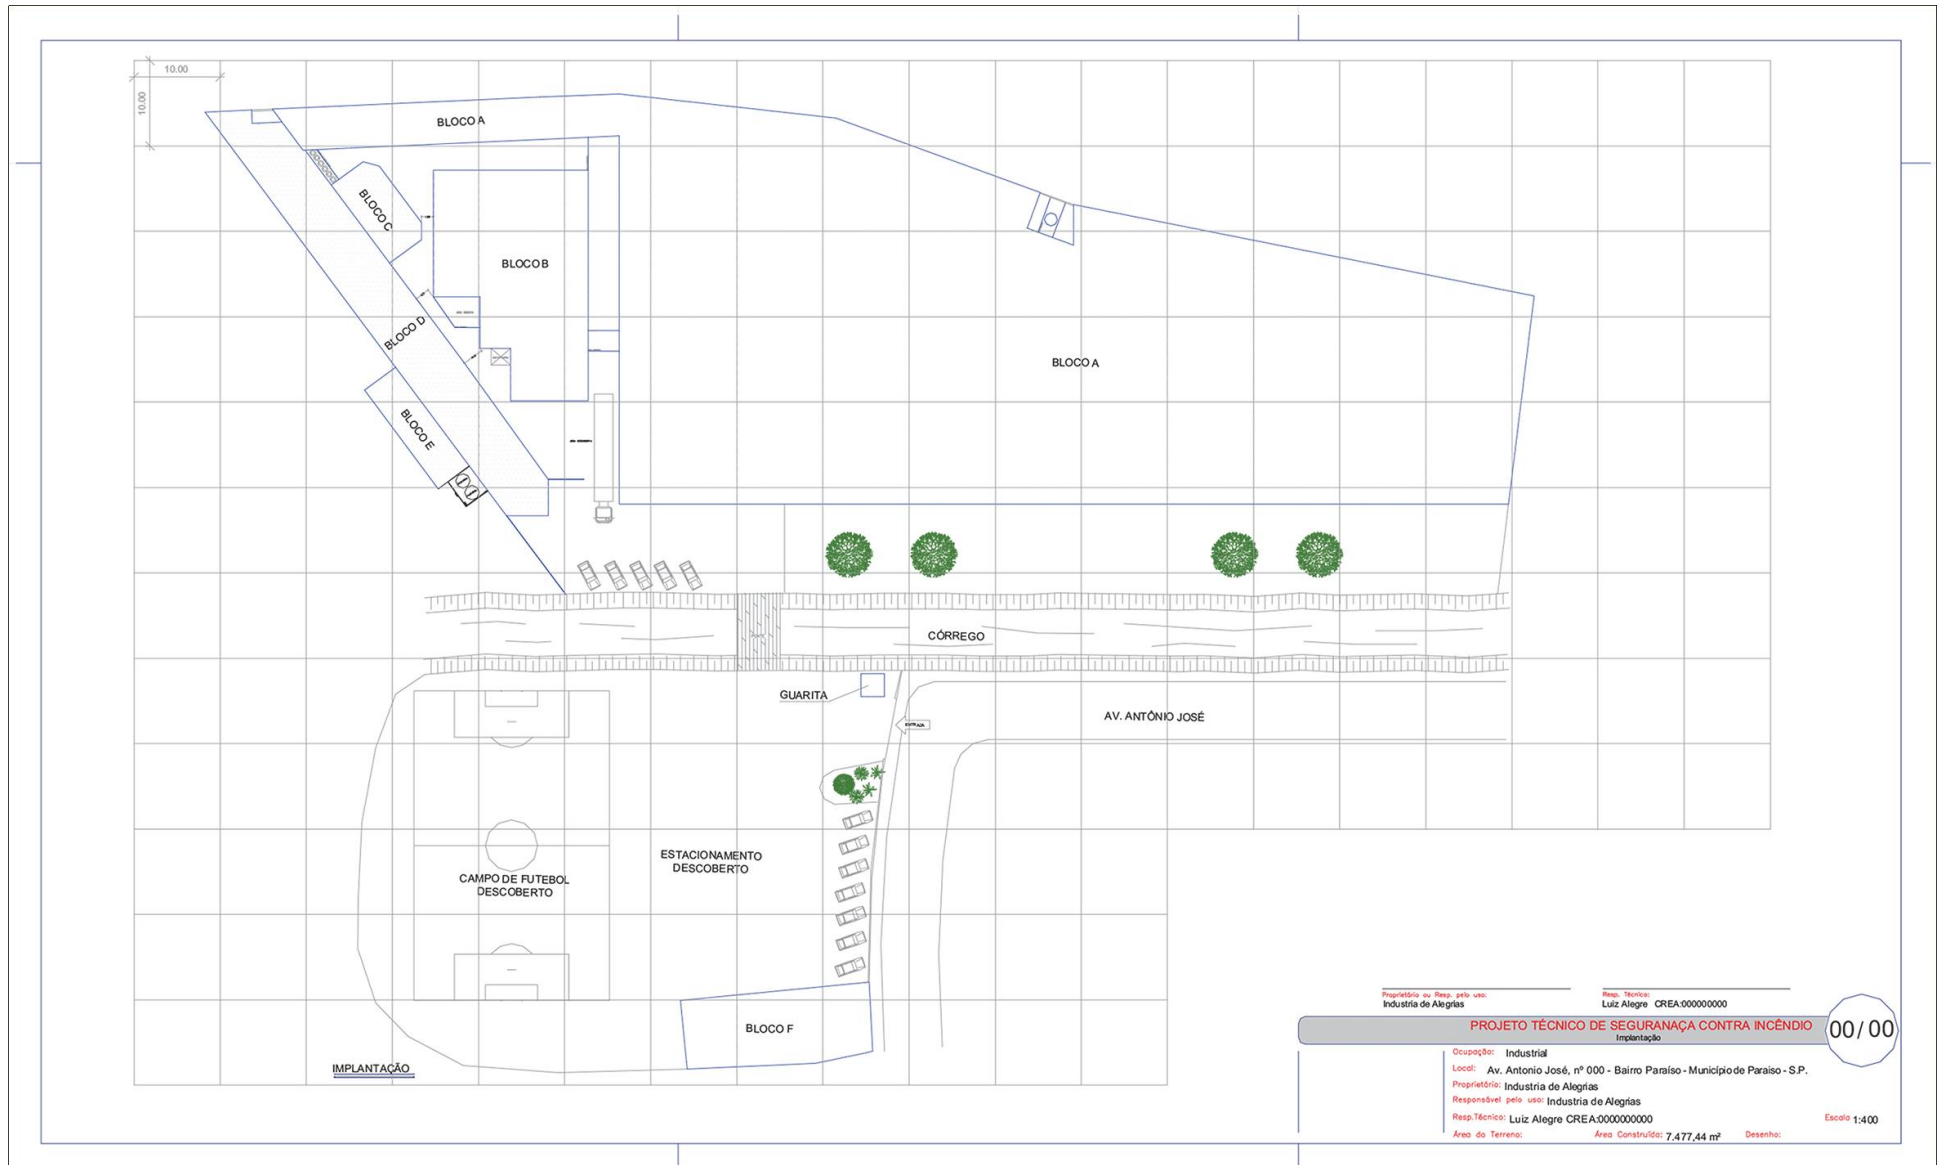 10.00
10.00
BLOCO A
BLOCO C
BLOCO B
BLOCO D
BLOCO A
BLOCO E
CÓRREGO
GUARITA
ENTRADA
AV. ANTÔNIO JOSÉ
ESTACIONAMENTO
DESCOBERTO
CAMPO DE FUTEBOL
DESCOBERTO
BLOCO F
IMPLANTAÇÃO
Proprietário ou Resp. pelo uso:
Industria de Alegrias
Resp. Técnico:
Luiz Alegre CREA:000000000
PROJETO TÉCNICO DE SEGURANAÇA CONTRA INCÊNDIO
Implantação
00/00
Ocupação: Industrial
Local: Av. Antonio José, nº 000 - Bairro Paraíso - Município de Paraiso - S.P.
Proprietário: Industria de Alegrias
Responsável pelo uso: Industria de Alegrias
Resp.Técnico: Luiz Alegre CREA:0000000000
Escala 1:400
Área do Terreno: Área Construída: 7.477,44 m² Desenho: